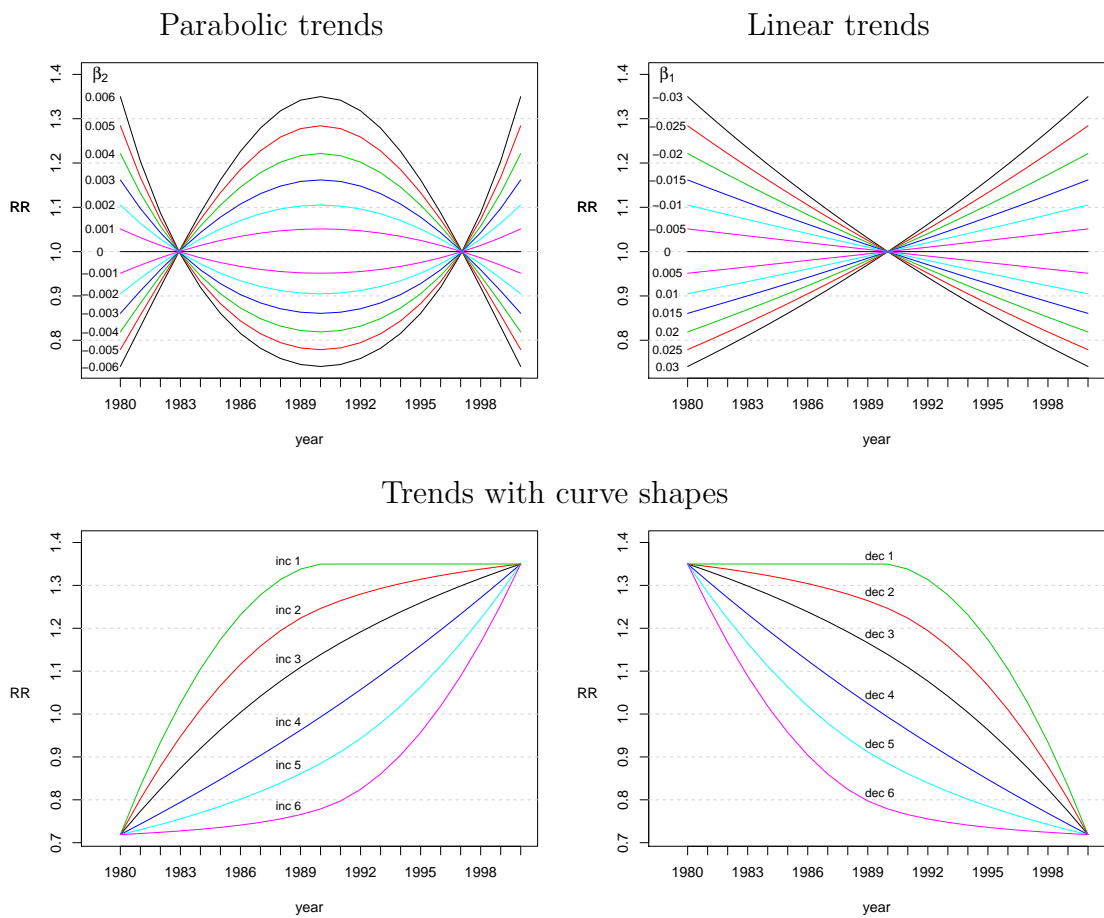 Parabolic trends
1.4
1.3
1.2
1.1
1.0
0.9
0.8
RR
β2
0.006
0.005
0.004
0.003
0.002
0.001
0
−0.001
−0.002
−0.003
−0.004
−0.005
−0.006
1980 1983 1986 1989 1992 1995 1998
year
Linear trends
1.4
1.3
1.2
1.1
1.0
0.9
0.8
RR
β1
−0.03
−0.025
−0.02
−0.015
−0.01
−0.005
0
0.005
0.01
0.015
0.02
0.025
0.03
1980 1983 1986 1989 1992 1995 1998
year
Trends with curve shapes
1.4
1.3
1.2
1.1
1.0
0.9
0.8
0.7
RR
inc 1
inc 2
inc 3
inc 4
inc 5
inc 6
1980 1983 1986 1989 1992 1995 1998
year
1.4
1.3
1.2
1.1
1.0
0.9
0.8
0.7
RR
dec 1
dec 2
dec 3
dec 4
dec 5
dec 6
1980 1983 1986 1989 1992 1995 1998
year